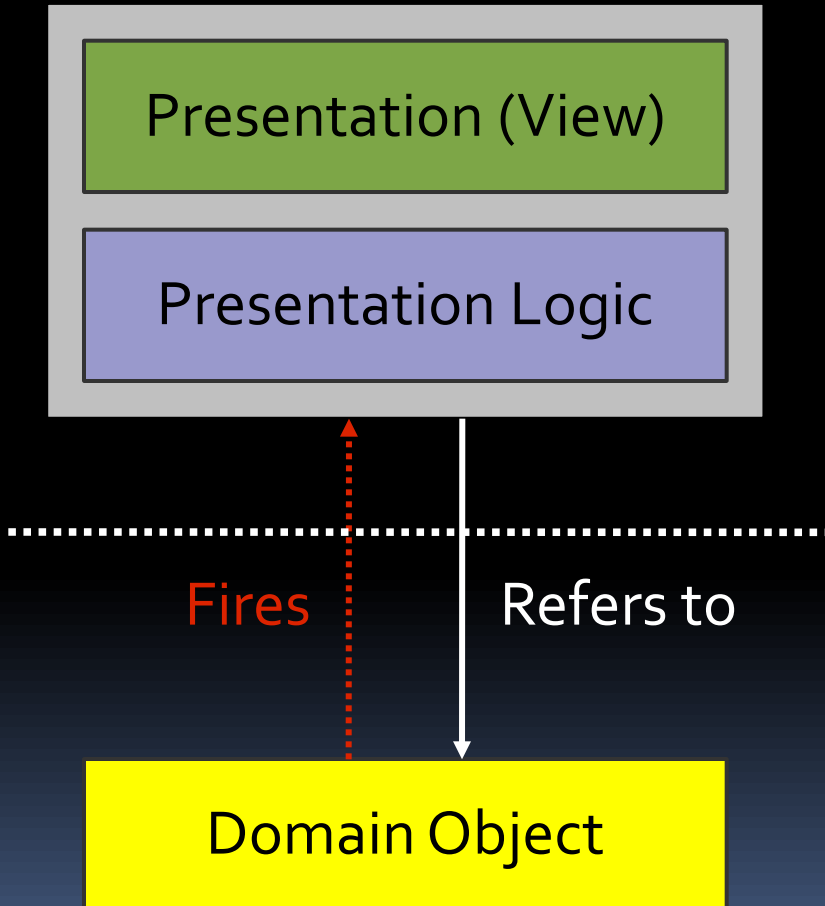 Presentation (View)
Presentation Logic
Fires
Refers to
Domain Object